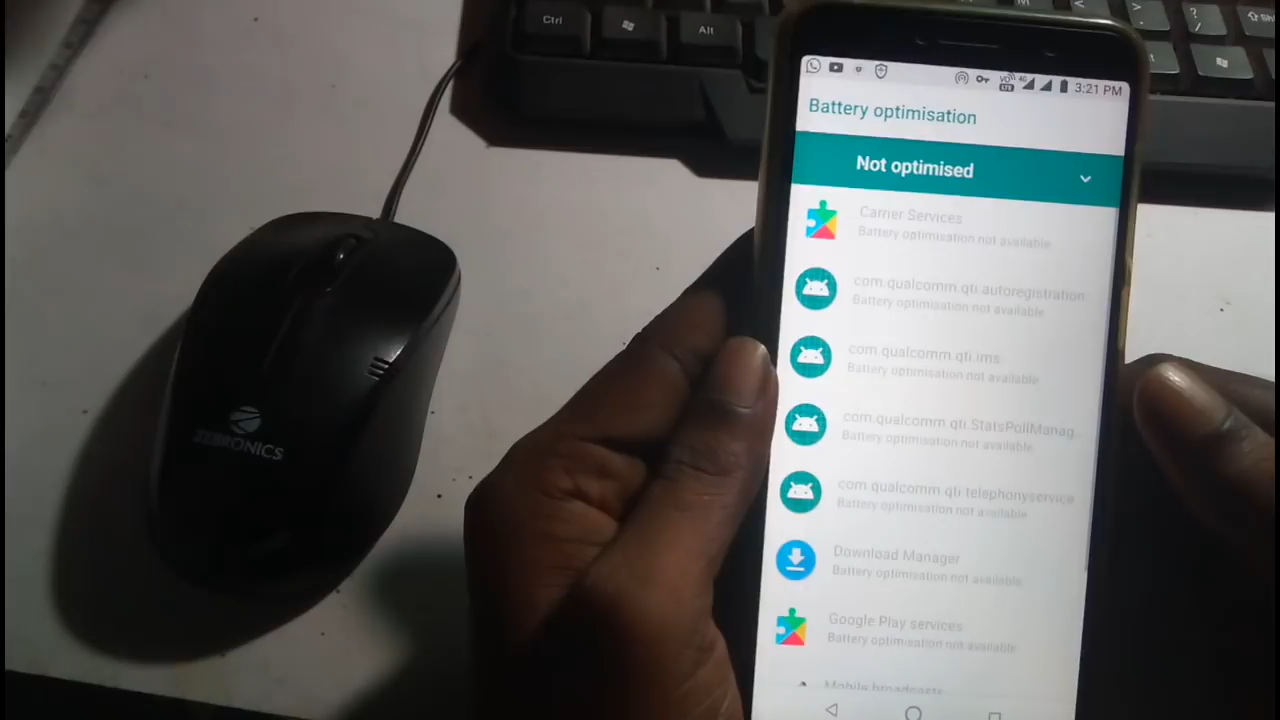 Ctrl
Alt
<
>
?
/
3:21 PM
Battery optimisation
Not optimised
Carrier Services
Battery optimisation not available
com.qualcomm.qti.autoregistration
Battery optimisation not available
com.qualcomm.qti.ims
Battery optimisation not available
com.qualcomm.qti.StatsPollManag...
Battery optimisation not available
com.qualcomm.qti.telephonyservice
Battery optimisation not available
Download Manager
Battery optimisation not available
Google Play services
Battery optimisation not available
Mobile broadcasts
ZEBRONICS